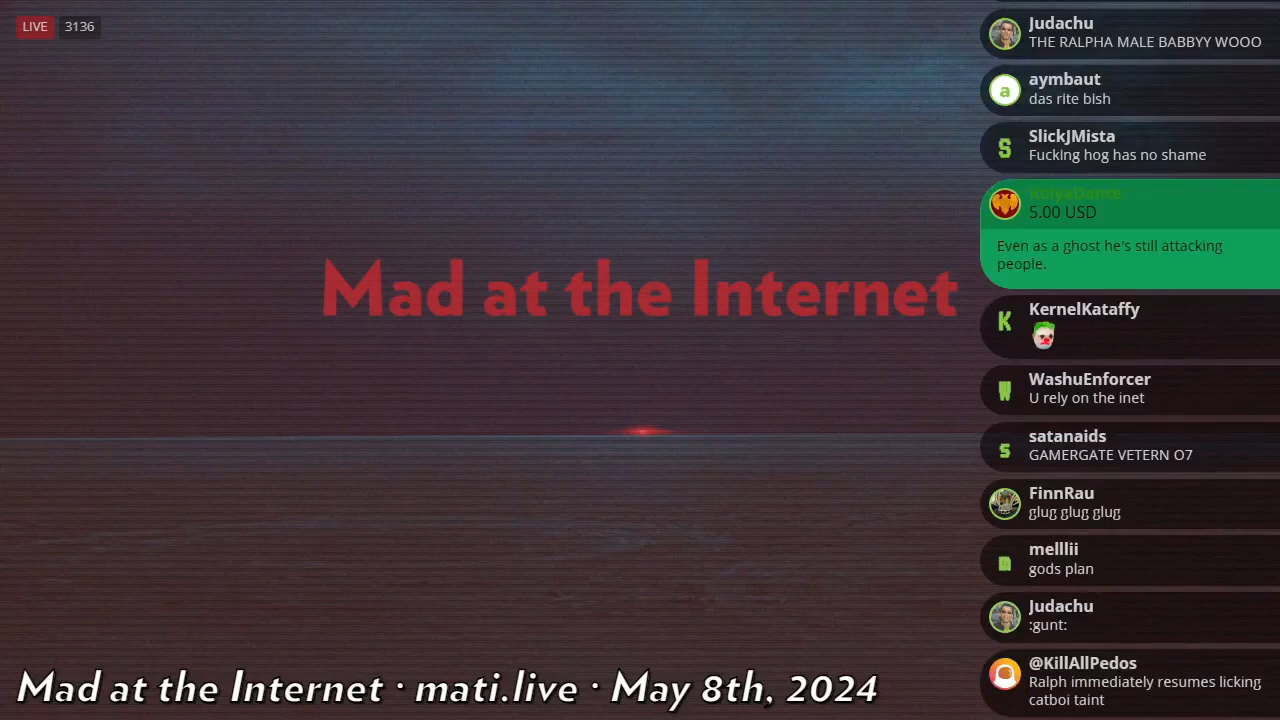 LIVE 3136
Mad at the Internet
Judachu
THE RALPHA MALE BABBYY WOOO
a
aymbaut
das rite bish
S
SlickJMista
Fucking hog has no shame
RolyaDante
5.00 USD
Even as a ghost he's still attacking
people.
K
KernelKataffy
W
WashuEnforcer
U rely on the inet
s
satanaids
GAMERGATE VETERN O7
FinnRau
glug glug glug
m
melllii
gods plan
Judachu
:gunt:
@KillAllPedos
Ralph immediately resumes licking
catboi taint
Mad at the Internet · mati.live · May 8th, 2024